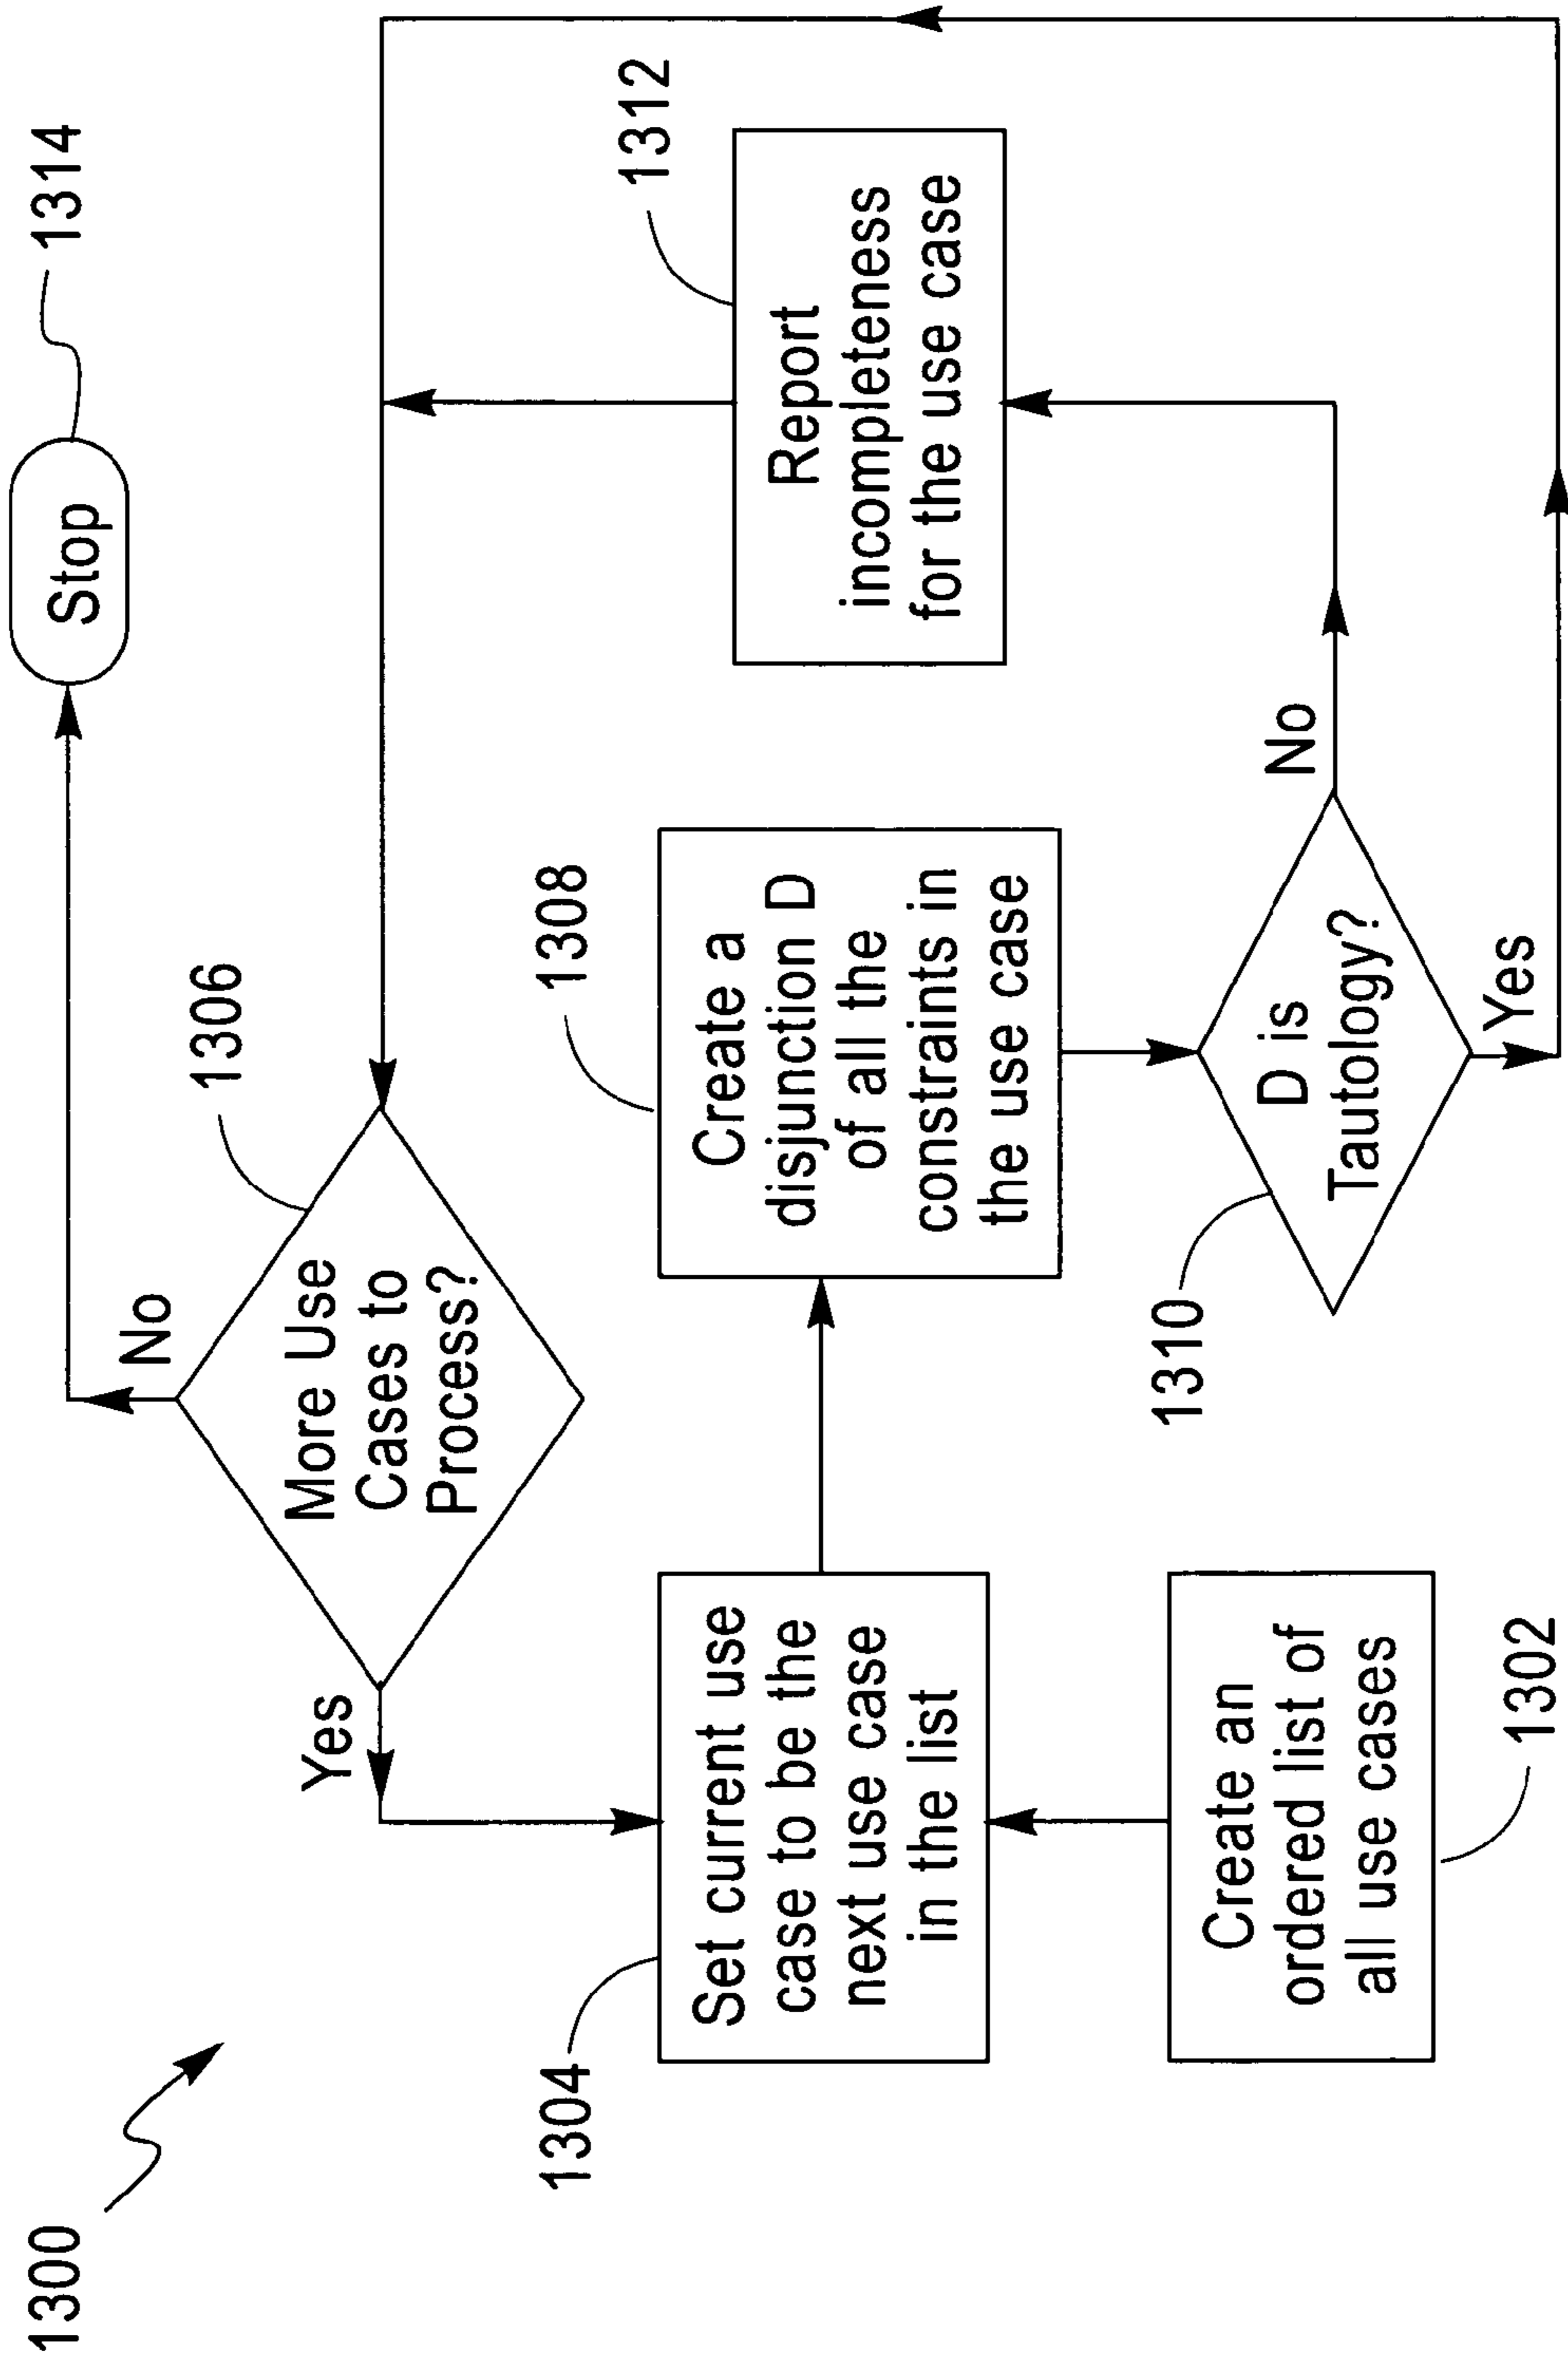 1300
1314
Stop
1306
No
More Use
Cases to
Process?
Yes
1304
Set current use
case to be the
next use case
in the list
1308
Create a
disjunction D
of all the
constraints in
the use case
1312
Report
incompleteness
for the use case
Create an
ordered list of
all use cases
1302
1310
D is
Tautology?
No
Yes